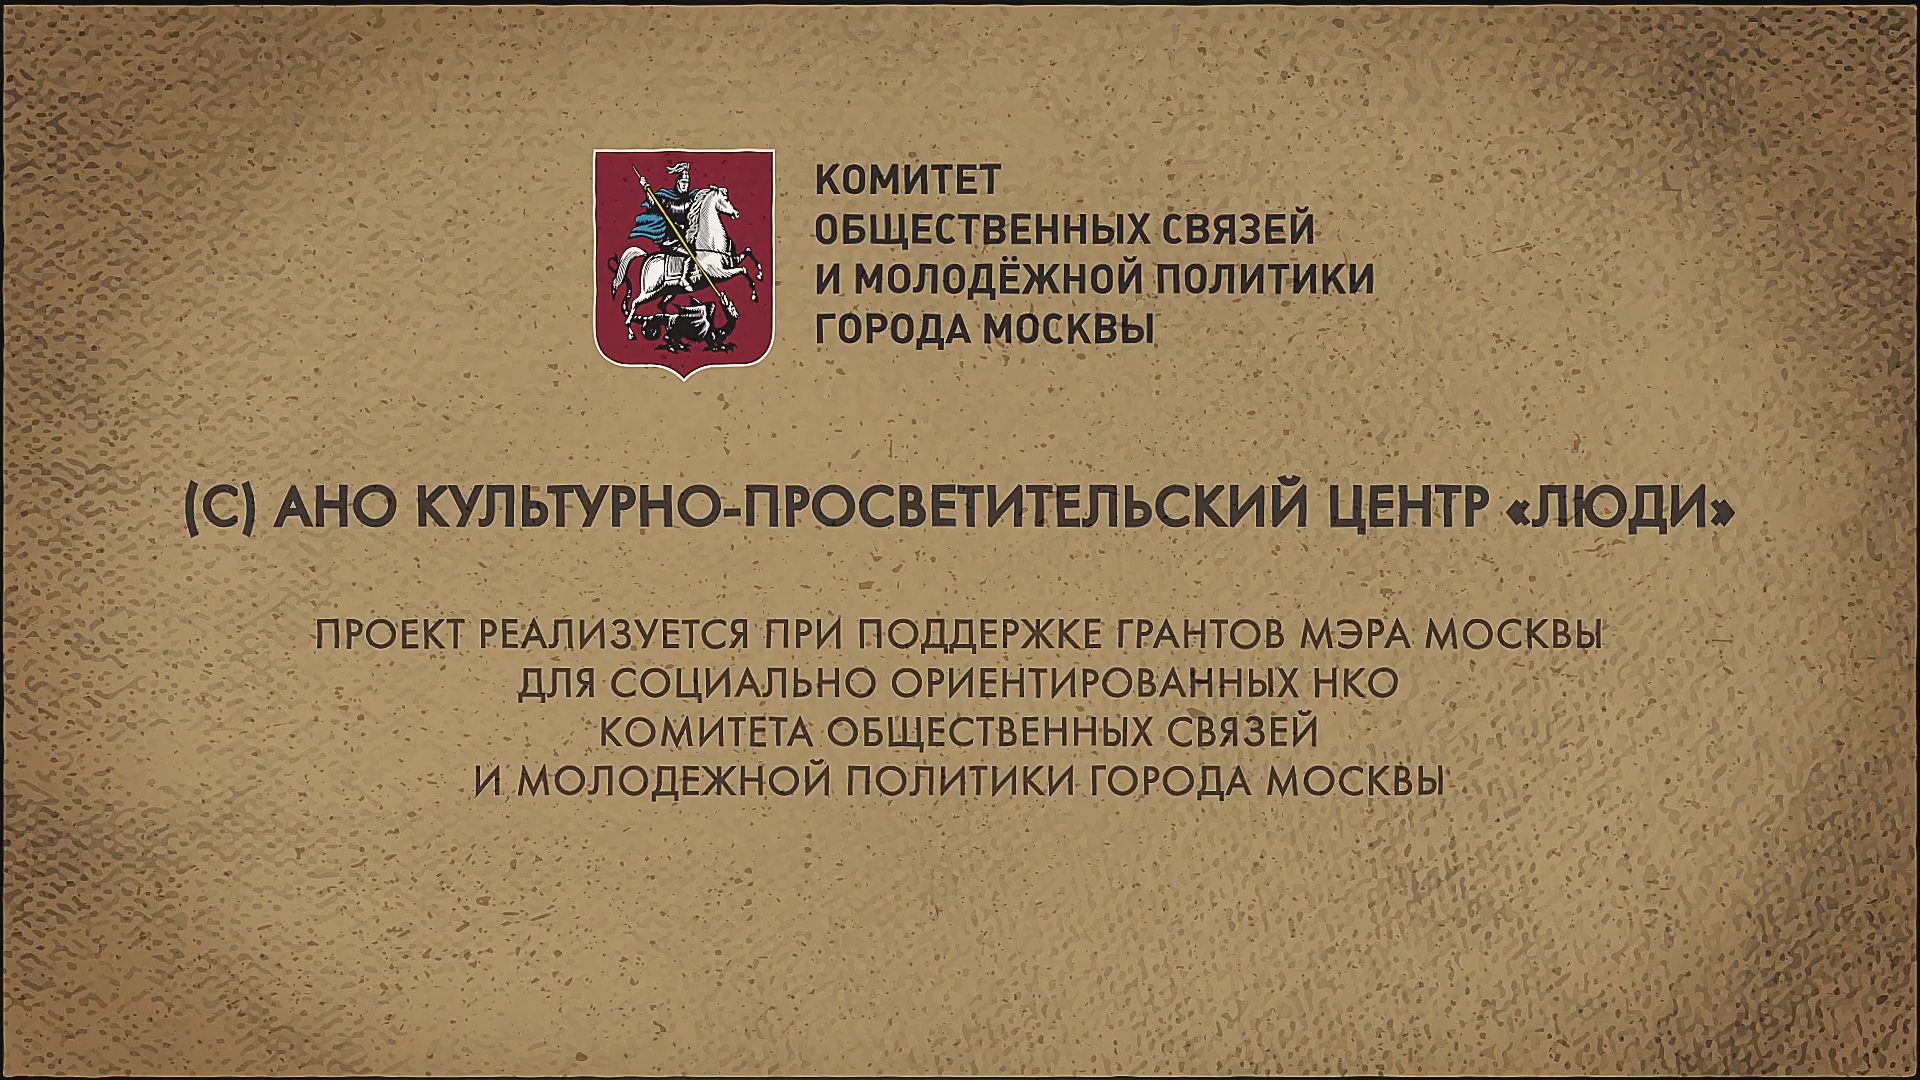 КОМИТЕТ
ОБЩЕСТВЕННЫХ СВЯЗЕЙ
И МОЛОДЁЖНОЙ ПОЛИТИКИ
ГОРОДА МОСКВЫ
(С) АНО КУЛЬТУРНО-ПРОСВЕТИТЕЛЬСКИЙ ЦЕНТР «ЛЮДИ»
ПРОЕКТ РЕАЛИЗУЕТСЯ ПРИ ПОДДЕРЖКЕ ГРАНТОВ МЭРА МОСКВЫ
ДЛЯ СОЦИАЛЬНО ОРИЕНТИРОВАННЫХ НКО
КОМИТЕТА ОБЩЕСТВЕННЫХ СВЯЗЕЙ
И МОЛОДЕЖНОЙ ПОЛИТИКИ ГОРОДА МОСКВЫ